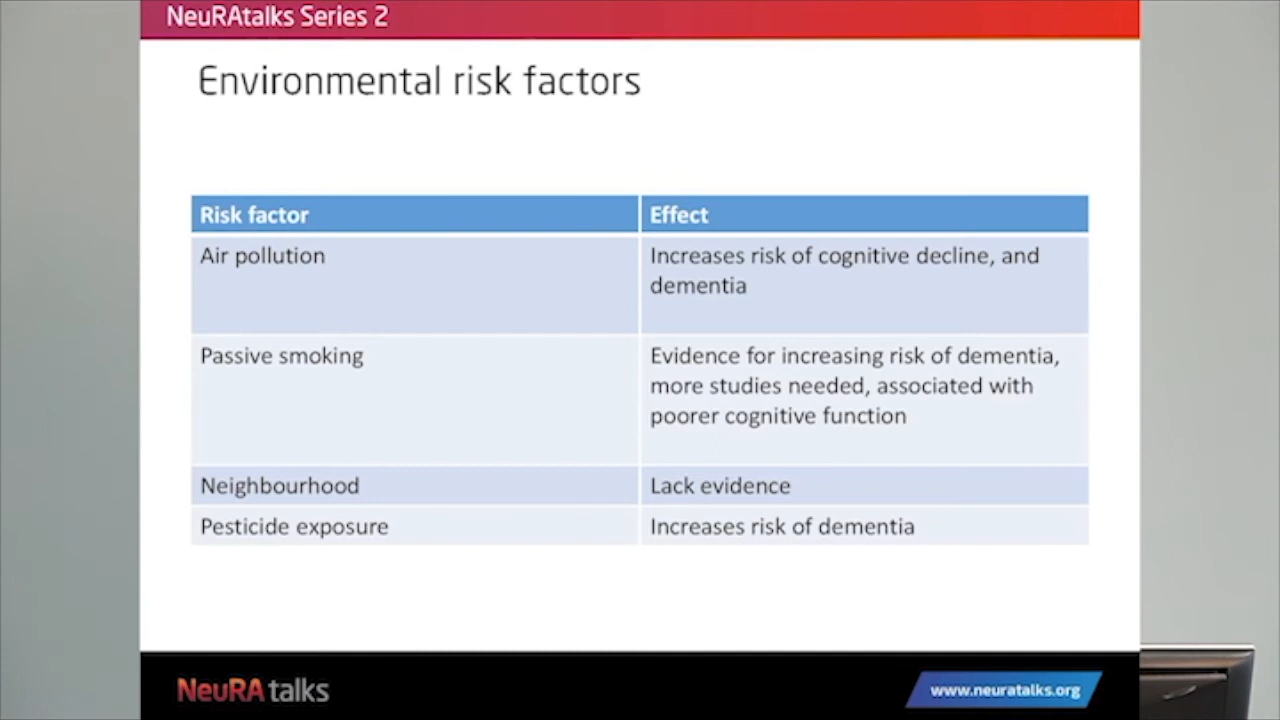 NeuRAtalks Series 2
Environmental risk factors
Risk factor
Effect
Air pollution
Increases risk of cognitive decline, and
dementia
Passive smoking
Evidence for increasing risk of dementia,
more studies needed, associated with
poorer cognitive function
Neighbourhood
Lack evidence
Pesticide exposure
Increases risk of dementia
NeuRA talks
www.neuratalks.org